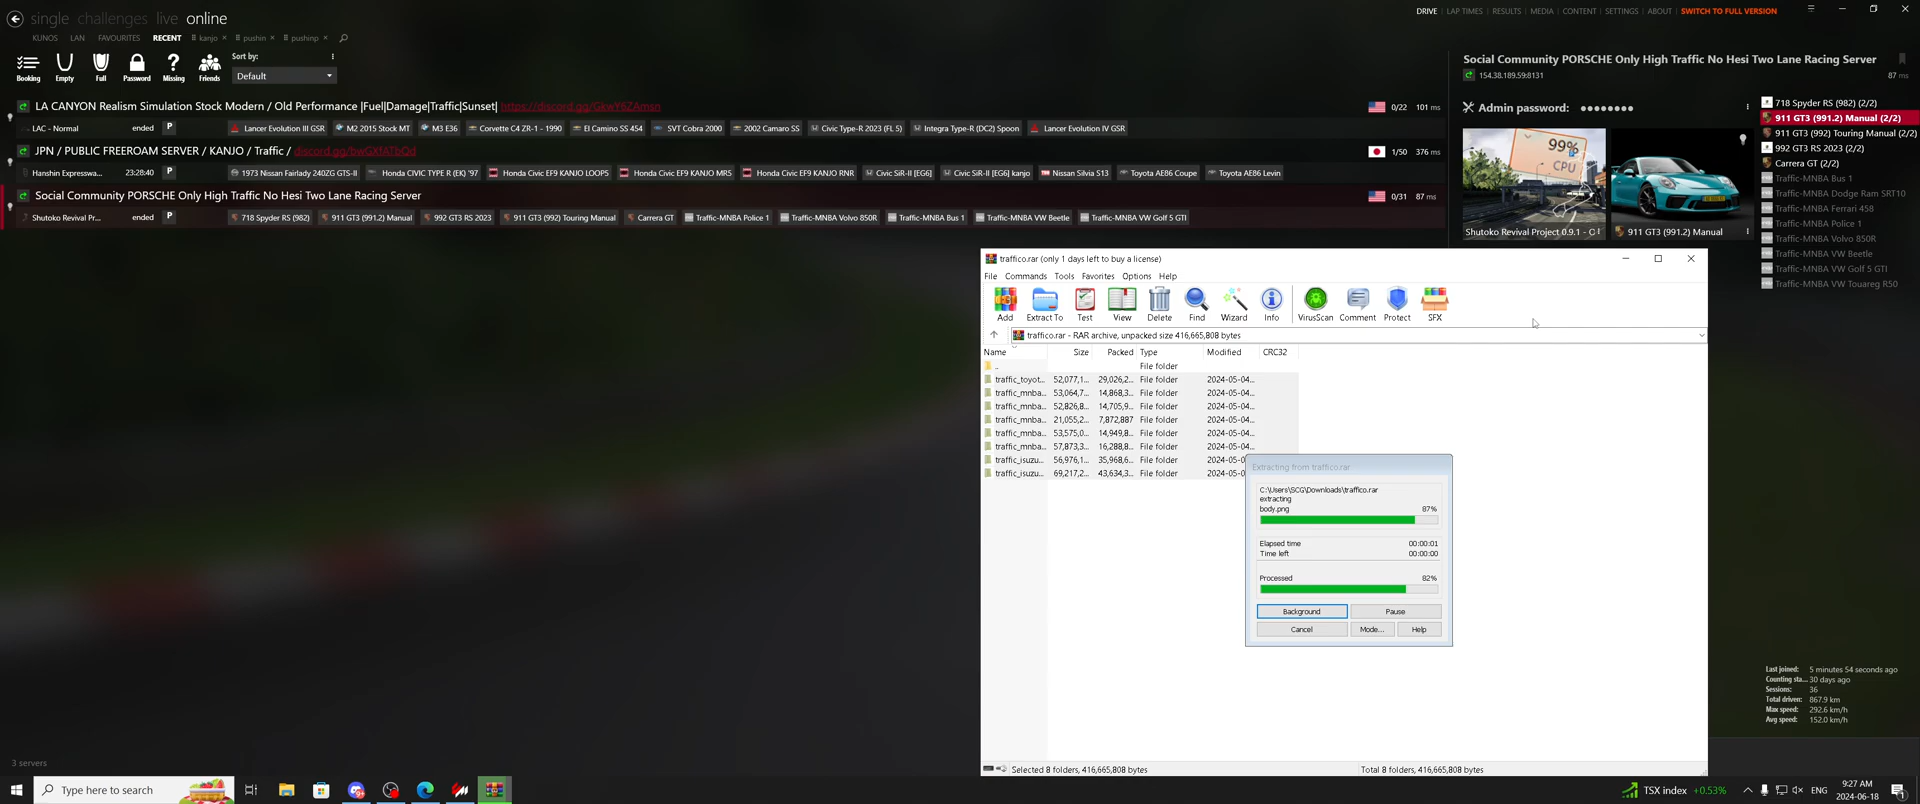 single challenges live online
DRIVE | LAP TIMES | RESULTS | MEDIA | CONTENT | SETTINGS | ABOUT | SWITCH TO FULL VERSION
KUNOS LAN FAVOURITES RECENT kanjo × pushin × pushinp ×
Booking Empty Full Password Missing Friends
Sort by:
Default
LA CANYON Realism Simulation Stock Modern / Old Performance |Fuel|Damage|Traffic|Sunset| https://discord.gg/GkwY6ZAmsn 0/22 101 ms
LAC - Normal ended P Lancer Evolution III GSR M2 2015 Stock MT M3 E36 Corvette C4 ZR-1 - 1990 El Camino SS 454 SVT Cobra 2000 2002 Camaro SS Civic Type-R 2023 (FL 5) Integra Type-R (DC2) Spoon Lancer Evolution IV GSR
JPN / PUBLIC FREEROAM SERVER / KANJO / Traffic / discord.gg/bwGXfATbQd 1/50 376 ms
Hanshin Expresswa... 23:28:40 P 1973 Nissan Fairlady 240ZG GTS-II Honda CIVIC TYPE R (EK) '97 Honda Civic EF9 KANJO LOOPS Honda Civic EF9 KANJO MR5 Honda Civic EF9 KANJO RNR Civic SiR-II [EG6] Civic SiR-II [EG6] kanjo Nissan Silvia S13 Toyota AE86 Coupe Toyota AE86 Levin
Social Community PORSCHE Only High Traffic No Hesi Two Lane Racing Server 0/31 87 ms
Shutoko Revival Pr... ended P 718 Spyder RS (982) 911 GT3 (991.2) Manual 992 GT3 RS 2023 911 GT3 (992) Touring Manual Carrera GT Traffic-MNBA Police 1 Traffic-MNBA Volvo 850R Traffic-MNBA Bus 1 Traffic-MNBA VW Beetle Traffic-MNBA VW Golf 5 GTI
Social Community PORSCHE Only High Traffic No Hesi Two Lane Racing Server
154.38.189.59:8131 87 ms
Admin password: ●●●●●●●●
99%
CPU
Shutoko Revival Project 0.9.1 - C
911 GT3 (991.2) Manual
718 Spyder RS (982) (2/2)
911 GT3 (991.2) Manual (2/2)
911 GT3 (992) Touring Manual (2/2)
992 GT3 RS 2023 (2/2)
Carrera GT (2/2)
Traffic-MNBA Bus 1
Traffic-MNBA Dodge Ram SRT10
Traffic-MNBA Ferrari 458
Traffic-MNBA Police 1
Traffic-MNBA Volvo 850R
Traffic-MNBA VW Beetle
Traffic-MNBA VW Golf 5 GTI
Traffic-MNBA VW Touareg R50
traffico.rar (only 1 days left to buy a license)
File Commands Tools Favorites Options Help
Add Extract To Test View Delete Find Wizard Info VirusScan Comment Protect SFX
traffico.rar - RAR archive, unpacked size 416,665,808 bytes
Name Size Packed Type Modified CRC32
.. File folder
traffic_toyot... 52,077,1... 29,026,2... File folder 2024-05-04...
traffic_mnba... 53,064,7... 14,868,3... File folder 2024-05-04...
traffic_mnba... 52,826,8... 14,705,9... File folder 2024-05-04...
traffic_mnba... 21,055,2... 7,872,887 File folder 2024-05-04...
traffic_mnba... 53,575,0... 14,949,8... File folder 2024-05-04...
traffic_mnba... 57,873,3... 16,288,8... File folder 2024-05-04...
traffic_isuzu... 56,976,1... 35,968,6... File folder 2024-05-04...
traffic_isuzu... 69,217,2... 43,634,3... File folder 2024-05-0
Extracting from traffico.rar
C:\Users\SCG\Downloads\traffico.rar
extracting
body.png 87%
Elapsed time 00:00:01
Time left 00:00:00
Processed 82%
Background Pause
Cancel Mode... Help
Selected 8 folders, 416,665,808 bytes Total 8 folders, 416,665,808 bytes
Last joined: 5 minutes 54 seconds ago
Counting sta... 30 days ago
Sessions: 36
Total driven: 867.9 km
Max speed: 292.6 km/h
Avg speed: 152.0 km/h
3 servers
Type here to search
TSX index +0.53% ENG 9:27 AM
2024-06-18